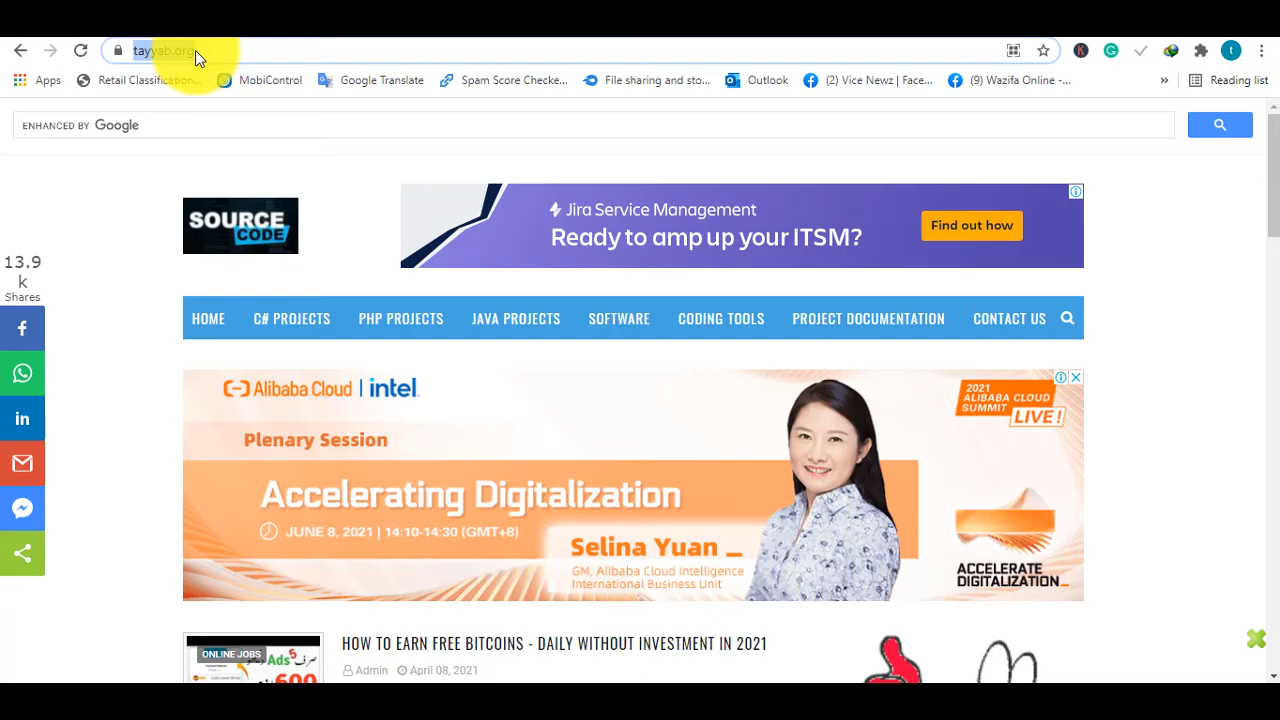 tayyab.org
K
t
Apps
Retail Classification...
MobiControl
Google Translate
Spam Score Checke...
File sharing and sto...
Outlook
(2) Vice Newz | Face...
(9) Wazifa Online -...
»
Reading list
ENHANCED BY Google
SOURCE
CODE
Jira Service Management
Ready to amp up your ITSM?
Find out how
13.9
k
Shares
HOME
C# PROJECTS
PHP PROJECTS
JAVA PROJECTS
SOFTWARE
CODING TOOLS
PROJECT DOCUMENTATION
CONTACT US
Alibaba Cloud | intel.
2021
ALIBABA CLOUD
SUMMIT
LIVE!
Plenary Session
Accelerating Digitalization
JUNE 8, 2021 | 14:10-14:30 (GMT+8)
Selina Yuan _
GM, Alibaba Cloud Intelligence
International Business Unit
ACCELERATE
DIGITALIZATION_
HOW TO EARN FREE BITCOINS - DAILY WITHOUT INVESTMENT IN 2021
Admin
April 08, 2021
ONLINE JOBS
صرف 5 Ads
600